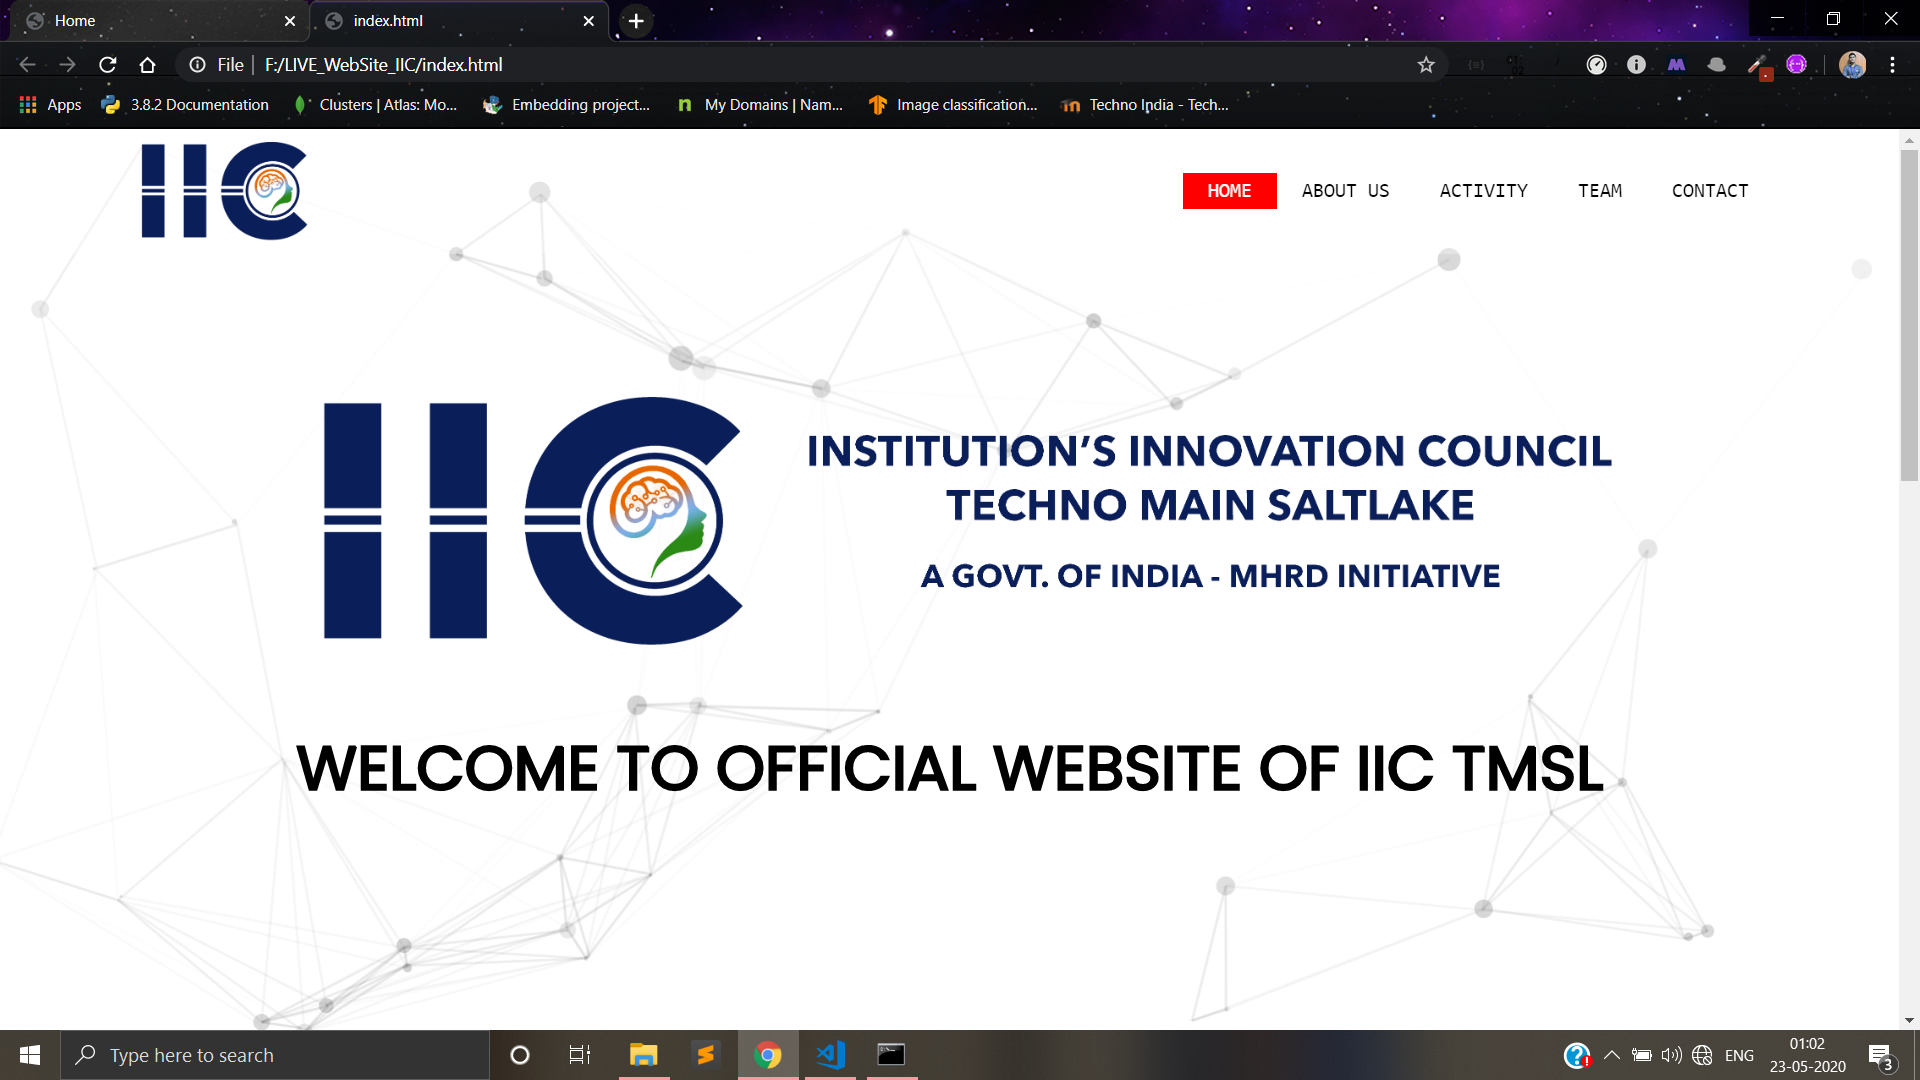 Home
index.html
File
F:/LIVE_WebSite_IIC/index.html
Apps
3.8.2 Documentation
Clusters | Atlas: Mo...
Embedding project...
My Domains | Nam...
Image classification...
Techno India - Tech...
IIC
HOME
ABOUT US
ACTIVITY
TEAM
CONTACT
IIC
INSTITUTION’S INNOVATION COUNCIL
TECHNO MAIN SALTLAKE
A GOVT. OF INDIA - MHRD INITIATIVE
WELCOME TO OFFICIAL WEBSITE OF IIC TMSL
Type here to search
ENG
01:02
23-05-2020
3